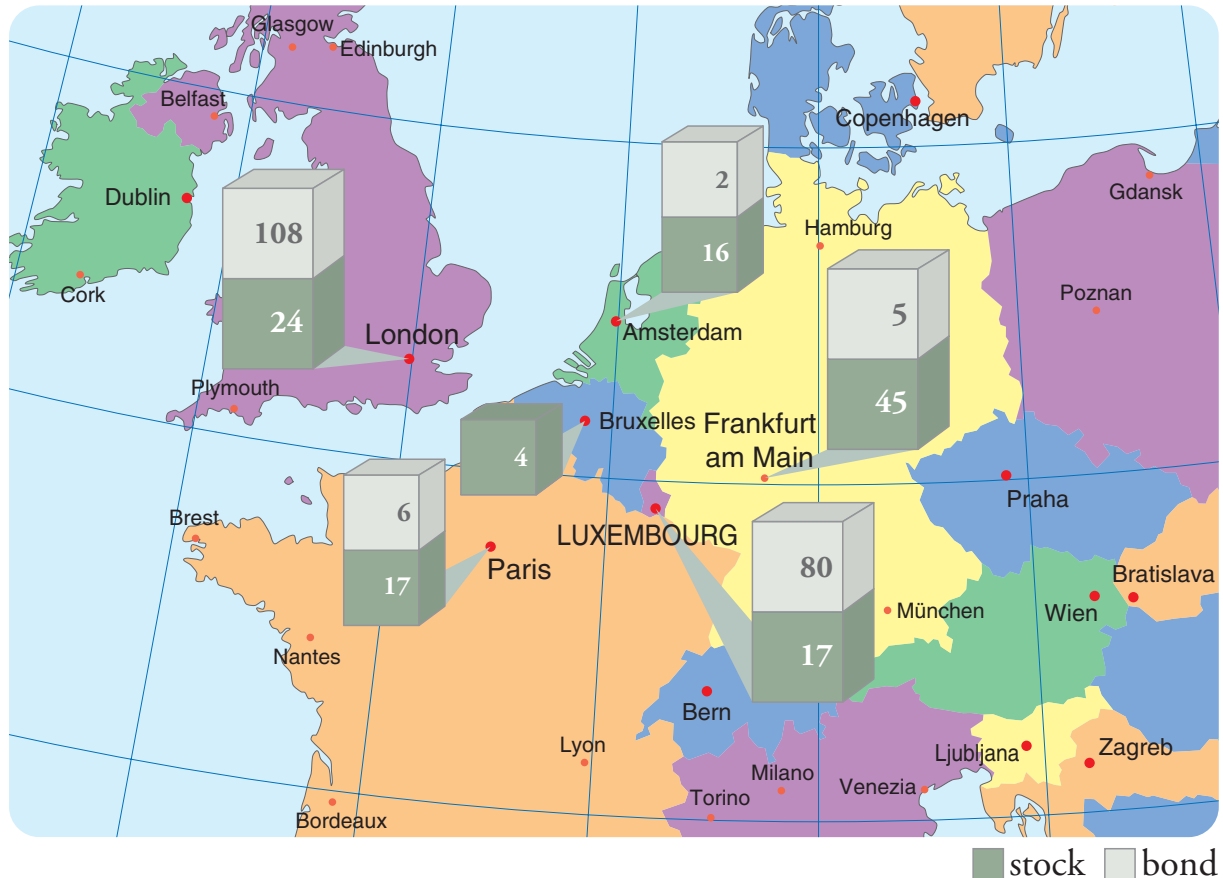 Glasgow
Edinburgh
Belfast
Copenhagen
Dublin
Gdansk
108
2
16
Hamburg
Cork
24
London
Amsterdam
5
45
Poznan
Plymouth
Bruxelles
4
Frankfurt
am Main
Praha
Brest
6
17
Paris
LUXEMBOURG
80
17
München
Wien
Bratislava
Nantes
Bern
Lyon
Milano
Torino
Venezia
Ljubljana
Zagreb
Bordeaux
stock bond